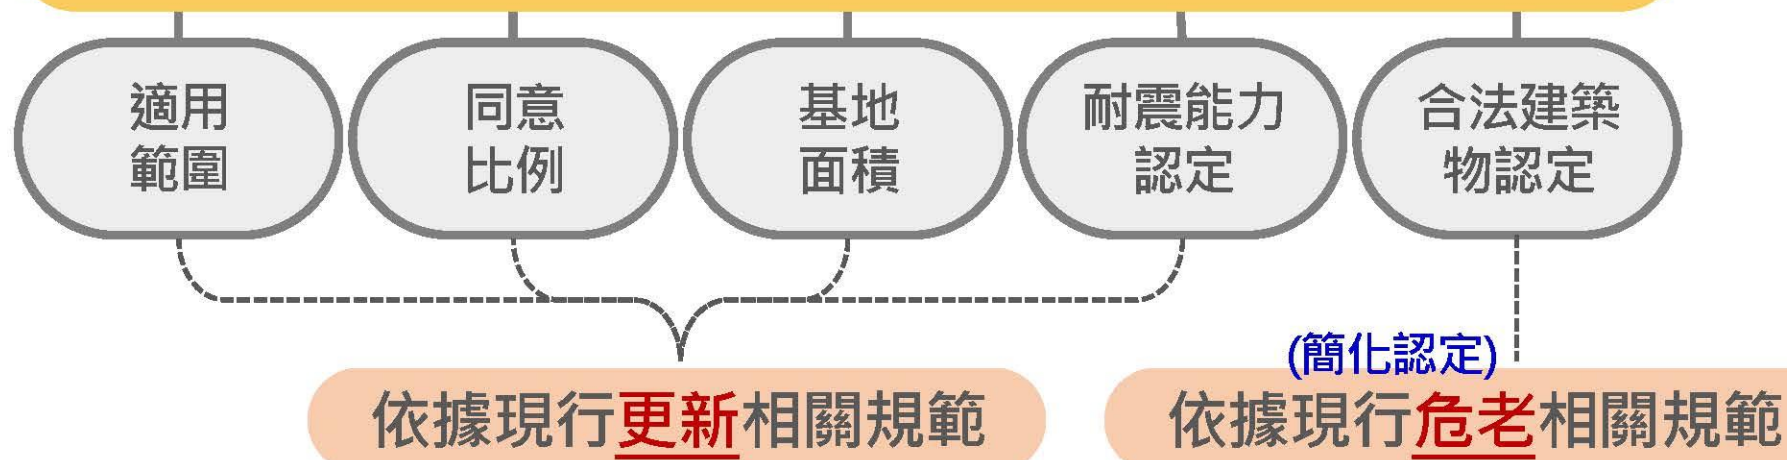 適用
範圍
同意
比例
基地
面積
耐震能力
認定
合法建築
物認定
(簡化認定)
依據現行更新相關規範
依據現行危老相關規範